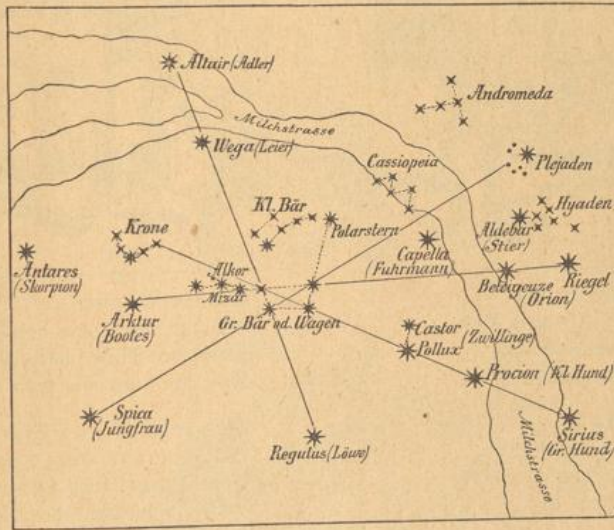 Altair (Adler)
Andromeda
Milchstrasse
Wega (Leier)
Cassiopeia
Plejaden
Kl. Bär
Hyaden
Krone
Polarstern
Aldebar
(Stier)
Capella
(Fuhrmann)
Antares
(Skorpion)
Alkor
Mizar
Beteigeuze
(Orion)
Riegel
Arktur
(Bootes)
Gr. Bär od. Wagen
Castor
(Zwillinge)
Pollux
Procion (Kl. Hund)
Spica
(Jungfrau)
Regulus (Löwe)
Milchstrasse
Sirius
(Gr. Hund)